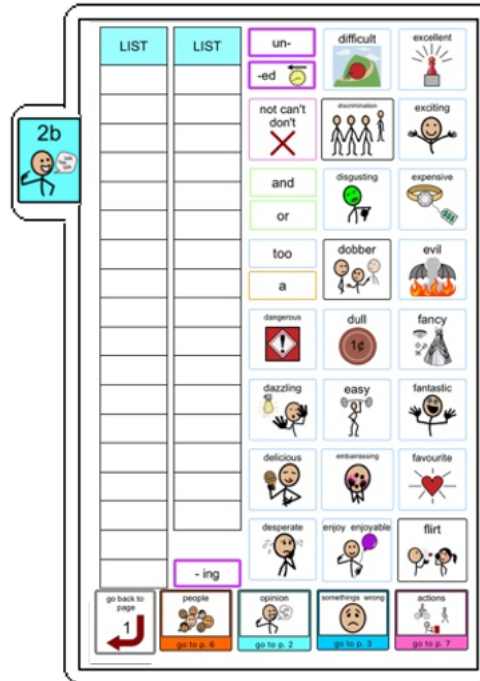 LIST
LIST
un-
difficult
excellent
-ed
2b
not can't
don't
discrimination
exciting
and
disgusting
expensive
or
too
dobber
evil
a
dangerous
dull
fancy
1¢
dazzling
easy
fantastic
delicious
embarrassing
favourite
desperate
enjoy enjoyable
flirt
- ing
go back to
page
1
people
opinion
somethings wrong
actions
go to p. 6
go to p. 2
go to p. 3
go to p. 7